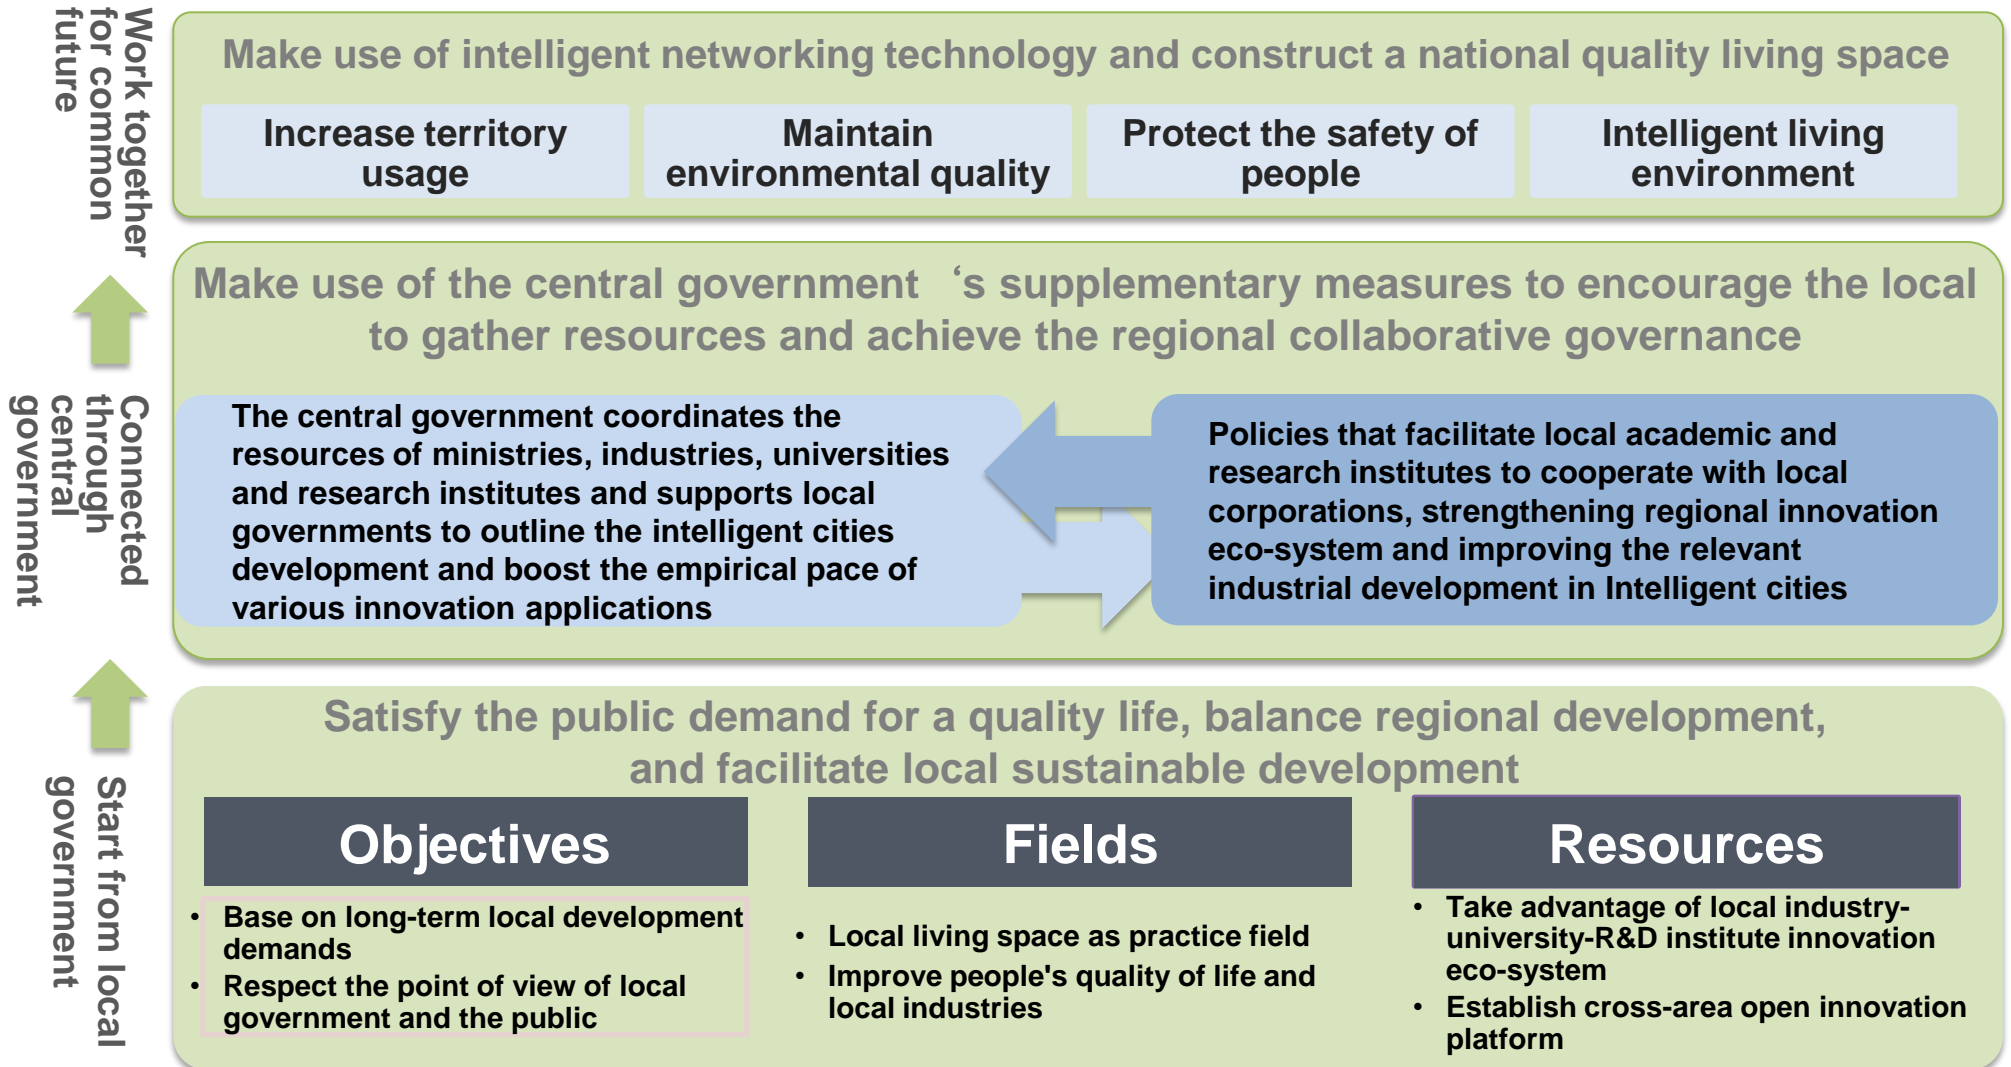 Work together
for common
future
Make use of intelligent networking technology and construct a national quality living space
Increase territory
usage
Maintain
environmental quality
Protect the safety of
people
Intelligent living
environment
Connected
through
central
government
Make use of the central government ‘s supplementary measures to encourage the local
to gather resources and achieve the regional collaborative governance
The central government coordinates the
resources of ministries, industries, universities
and research institutes and supports local
governments to outline the intelligent cities
development and boost the empirical pace of
various innovation applications
Policies that facilitate local academic and
research institutes to cooperate with local
corporations, strengthening regional innovation
eco-system and improving the relevant
industrial development in Intelligent cities
Start from local
government
Satisfy the public demand for a quality life, balance regional development,
and facilitate local sustainable development
Objectives
• Base on long-term local development
demands
• Respect the point of view of local
government and the public
Fields
• Local living space as practice field
• Improve people's quality of life and
local industries
Resources
• Take advantage of local industry-
university-R&D institute innovation
eco-system
• Establish cross-area open innovation
platform